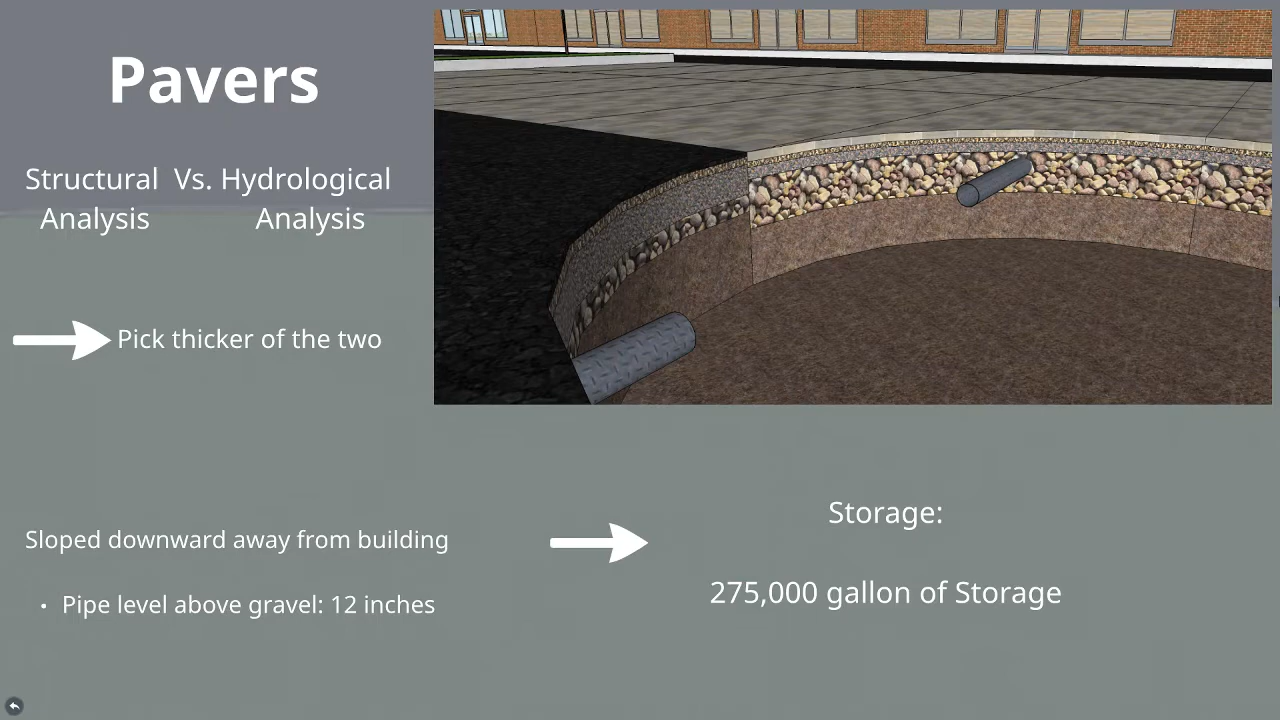 Pavers
Structural Vs. Hydrological
Analysis Analysis
Pick thicker of the two
Sloped downward away from building
• Pipe level above gravel: 12 inches
Storage:
275,000 gallon of Storage